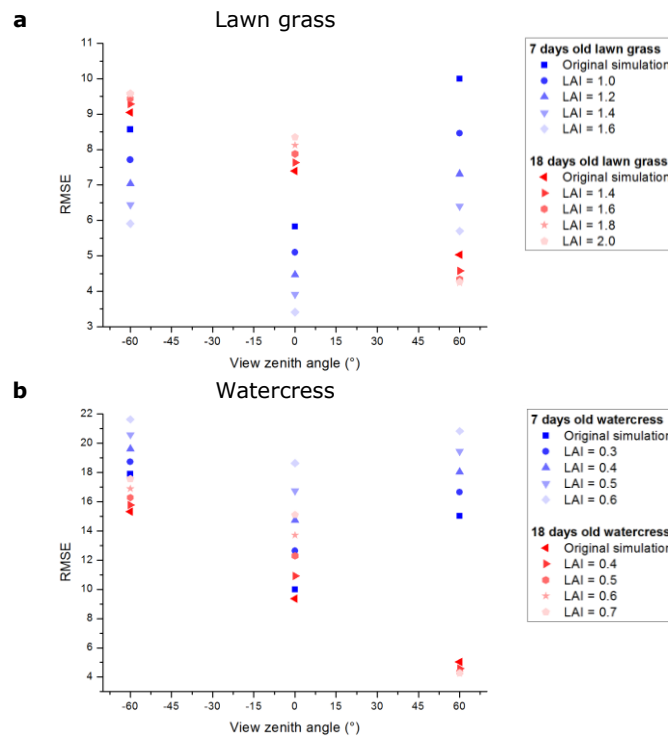 a
Lawn grass
11
10
9
8
7
6
5
4
3
RMSE
-60 -45 -30 -15 0 15 30 45 60
View zenith angle (°)
7 days old lawn grass
Original simulation
LAI = 1.0
LAI = 1.2
LAI = 1.4
LAI = 1.6
18 days old lawn grass
Original simulation
LAI = 1.4
LAI = 1.6
LAI = 1.8
LAI = 2.0
b
Watercress
22
20
18
16
14
12
10
8
6
4
RMSE
-60 -45 -30 -15 0 15 30 45 60
View zenith angle (°)
7 days old watercress
Original simulation
LAI = 0.3
LAI = 0.4
LAI = 0.5
LAI = 0.6
18 days old watercress
Original simulation
LAI = 0.4
LAI = 0.5
LAI = 0.6
LAI = 0.7